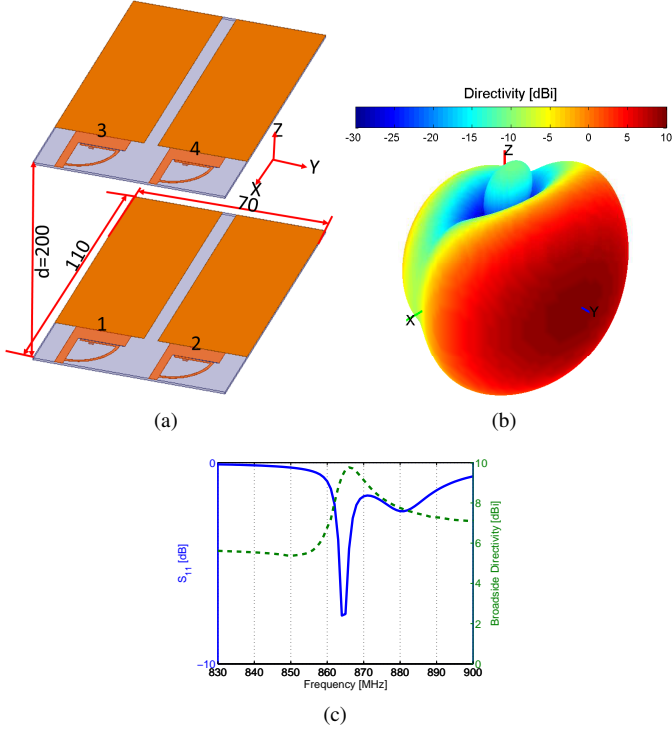 3
4
Z
Y
X
d=200
110
70
1
2
(a)
Directivity [dBi]
-30 -25 -20 -15 -10 -5 0 5 10
Z
X
Y
(b)
0
−10
S11 [dB]
10
8
6
4
2
0
Broadside Directivity [dBi]
830 840 850 860 870 880 890 900
Frequency [MHz]
(c)